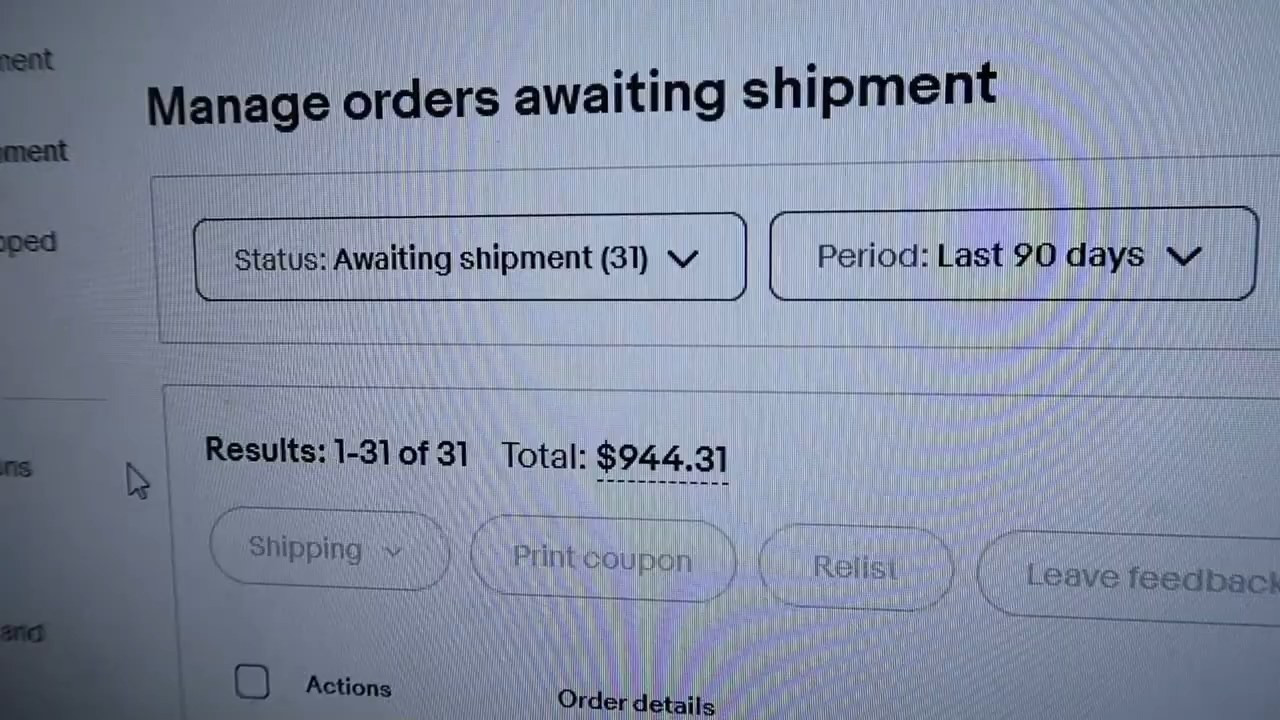 Manage orders awaiting shipment
Status: Awaiting shipment (31)
Period: Last 90 days
Results: 1-31 of 31 Total: $944.31
Shipping
Print coupon
Relist
Leave feedback
Actions
Order details